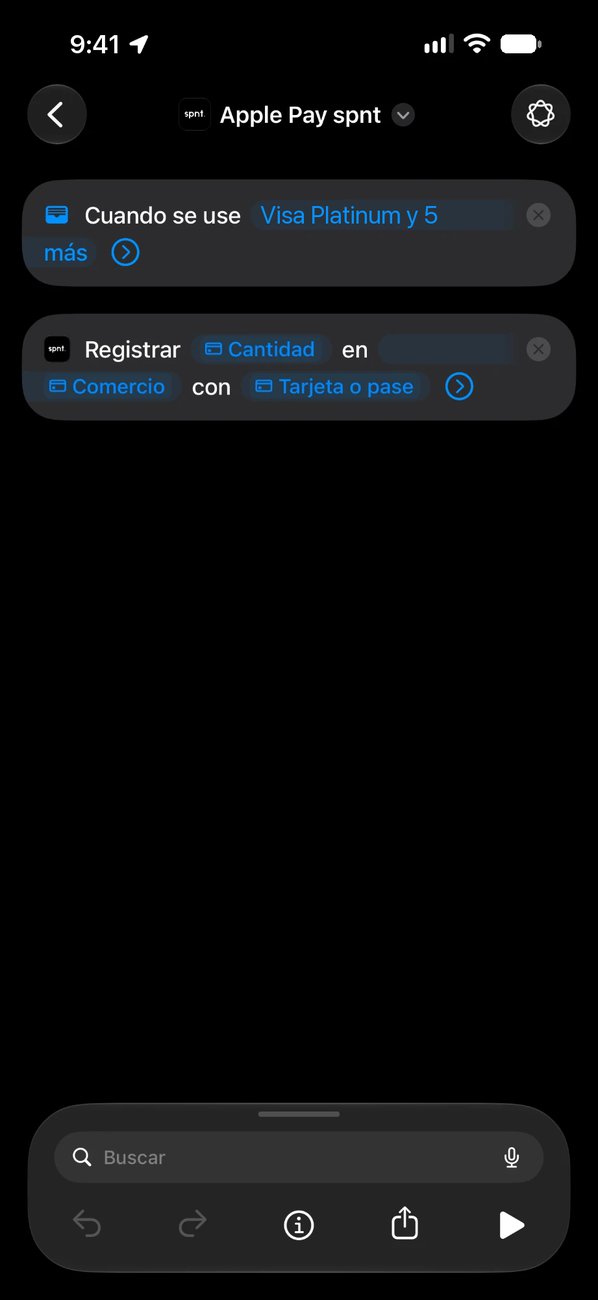 9:41
spnt. Apple Pay spnt
Cuando se use Visa Platinum y 5
más
spnt. Registrar Cantidad en
Comercio con Tarjeta o pase
Buscar